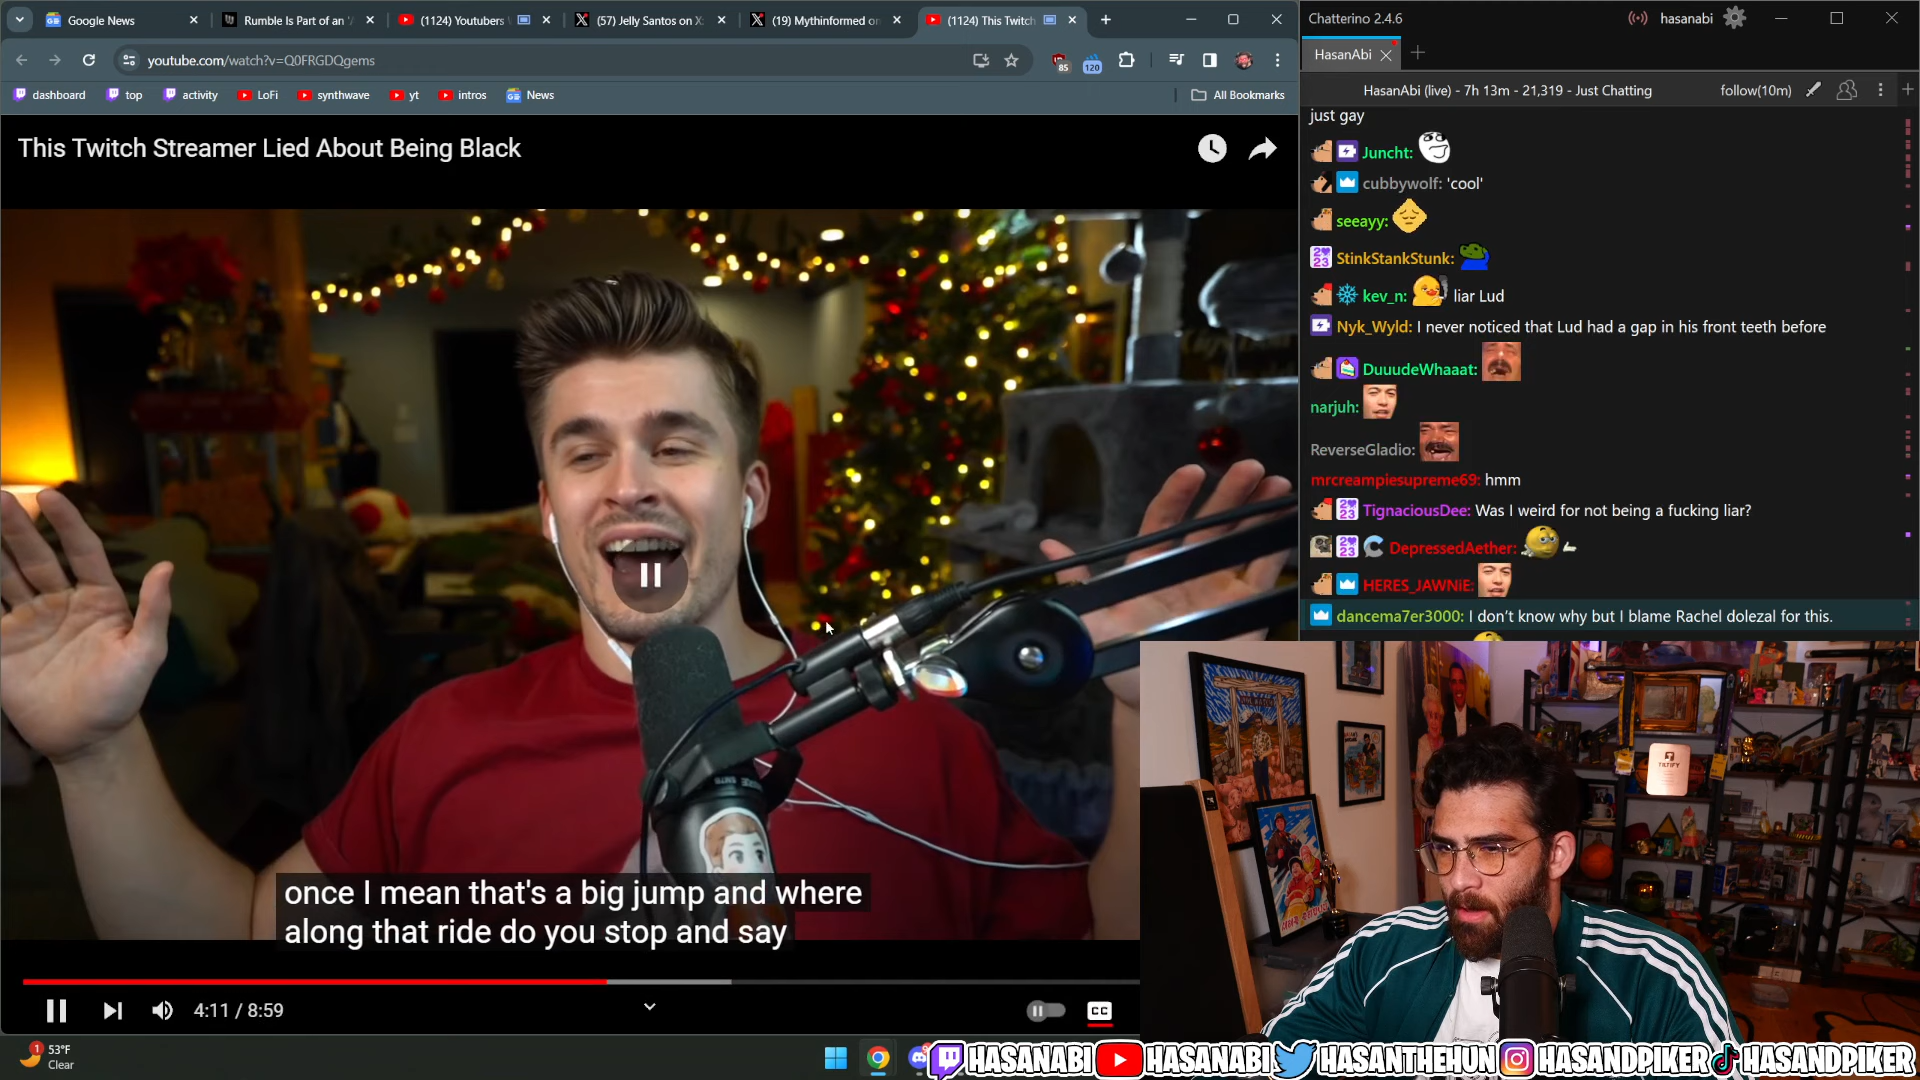 Google News
Rumble Is Part of an '
(1124) Youtubers
(57) Jelly Santos on X:
(19) Mythinformed on
(1124) This Twitch
youtube.com/watch?v=Q0FRGDQgems
85
120
dashboard
top
activity
LoFi
synthwave
yt
intros
News
All Bookmarks
This Twitch Streamer Lied About Being Black
once I mean that's a big jump and where
along that ride do you stop and say
4:11 / 8:59
CC
1
53°F
Clear
Chatterino 2.4.6
hasanabi
HasanAbi
HasanAbi (live) - 7h 13m - 21,319 - Just Chatting
follow(10m)
just gay
Juncht:
cubbywolf: 'cool'
seeayy:
StinkStankStunk:
kev_n: liar Lud
Nyk_Wyld: I never noticed that Lud had a gap in his front teeth before
DuuudeWhaaat:
narjuh:
ReverseGladio:
mrcreampiesupreme69: hmm
TignaciousDee: Was I weird for not being a fucking liar?
DepressedAether:
HERES_JAWNiE:
dancema7er3000: I don't know why but I blame Rachel dolezal for this.
TILTIFY
HASANABI
HASANABI
HASANTHEHUN
HASANDPIKER
HASANDPIKER